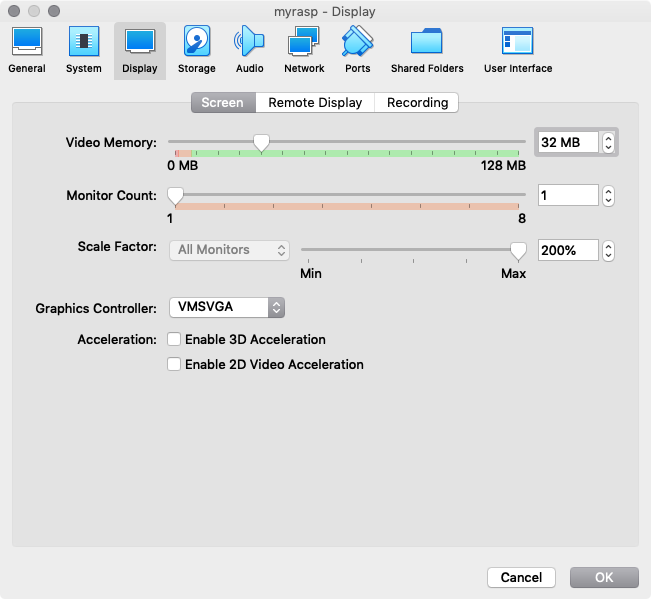 myrasp - Display
General System Display Storage Audio Network Ports Shared Folders User Interface
Screen Remote Display Recording
Video Memory: 32 MB
0 MB 128 MB
Monitor Count: 1
1 8
Scale Factor: All Monitors 200%
Min Max
Graphics Controller: VMSVGA
Acceleration: Enable 3D Acceleration
Enable 2D Video Acceleration
Cancel OK